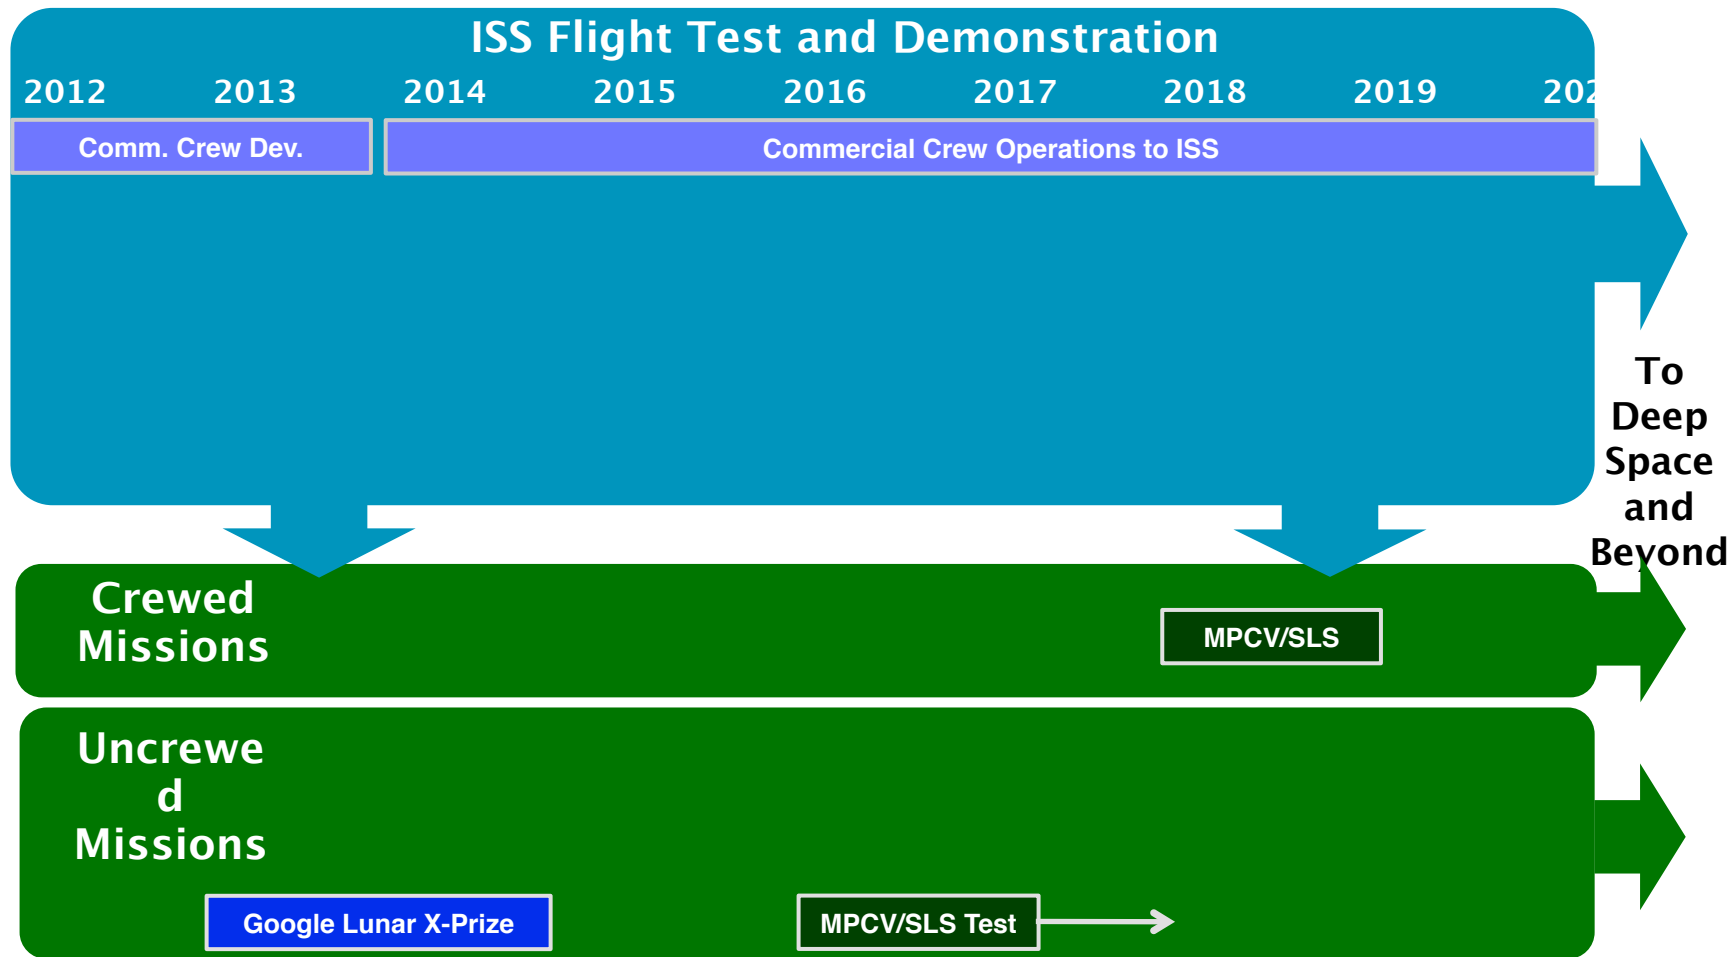 ISS Flight Test and Demonstration
2012 2013 2014 2015 2016 2017 2018 2019 202
Comm. Crew Dev. Commercial Crew Operations to ISS
To
Deep
Space
and
Beyond
Crewed
Missions
MPCV/SLS
Uncrewe
d
Missions
Google Lunar X-Prize MPCV/SLS Test